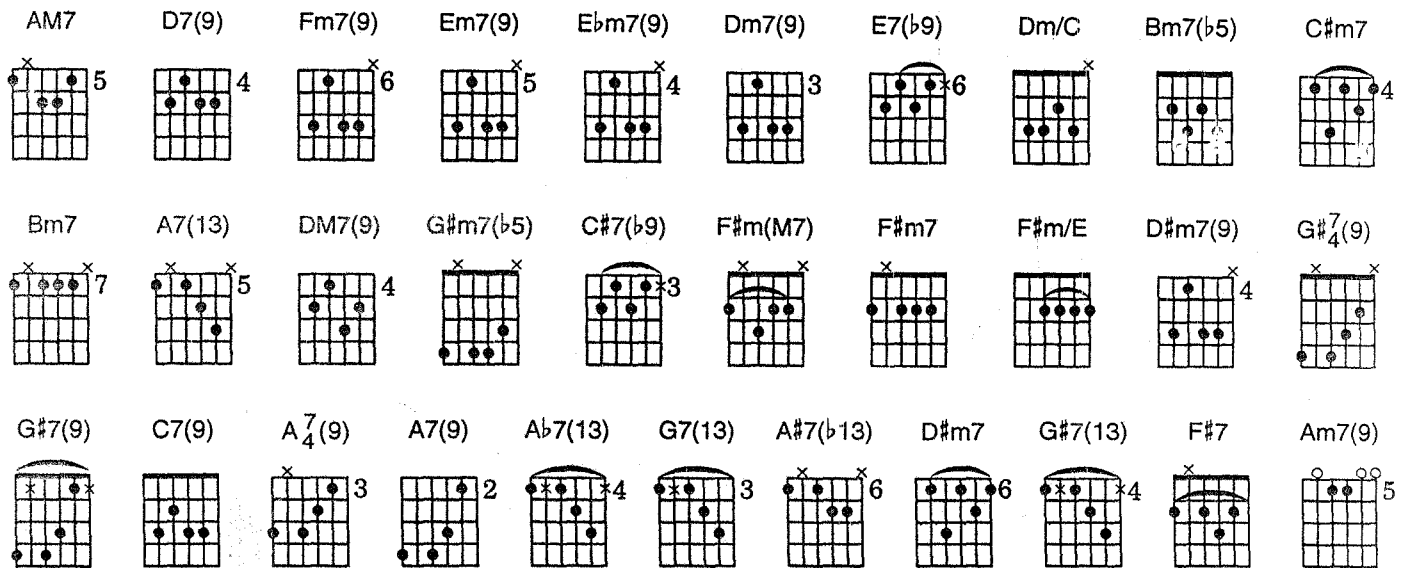 AM7 D7(9) Fm7(9) Em7(9) E♭m7(9) Dm7(9) E7(♭9) Dm/C Bm7(♭5) C#m7
× × × × ×
5 4 6 5 4 3 ×6 4
Bm7 A7(13) DM7(9) G#m7(♭5) C#7(♭9) F#m(M7) F#m7 F#m/E D#m7(9) G#7/4(9)
× × × × × × × × × × × ×
7 5 4 ×3 4
G#7(9) C7(9) A7/4(9) A7(9) A♭7(13) G7(13) A#7(♭13) D#m7 G#7(13) F#7 Am7(9)
× × × × ○ ○○
× × 3 2 × ×4 × 3 6 6 × ×4 5